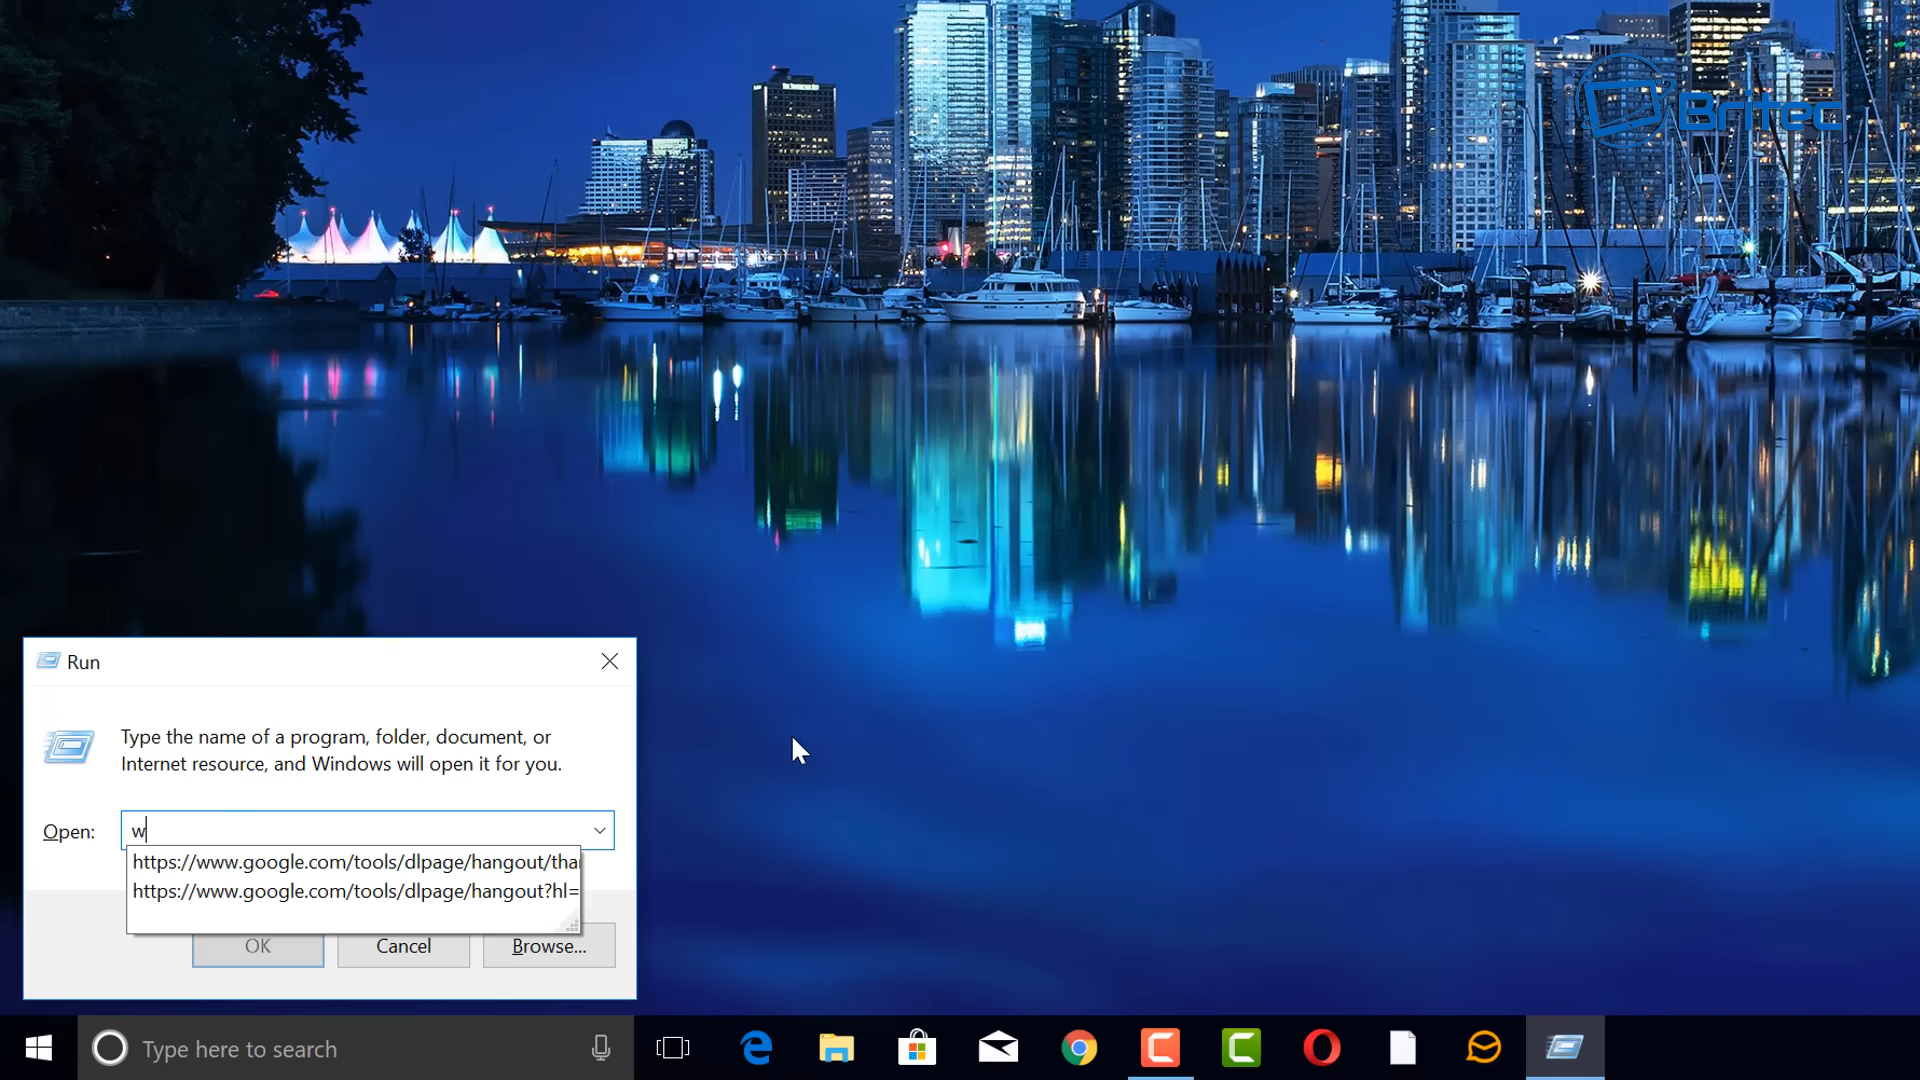 Britec
Run
Type the name of a program, folder, document, or
Internet resource, and Windows will open it for you.
Open:
w
https://www.google.com/tools/dlpage/hangout/tha
https://www.google.com/tools/dlpage/hangout?hl=
OK
Cancel
Browse...
Type here to search